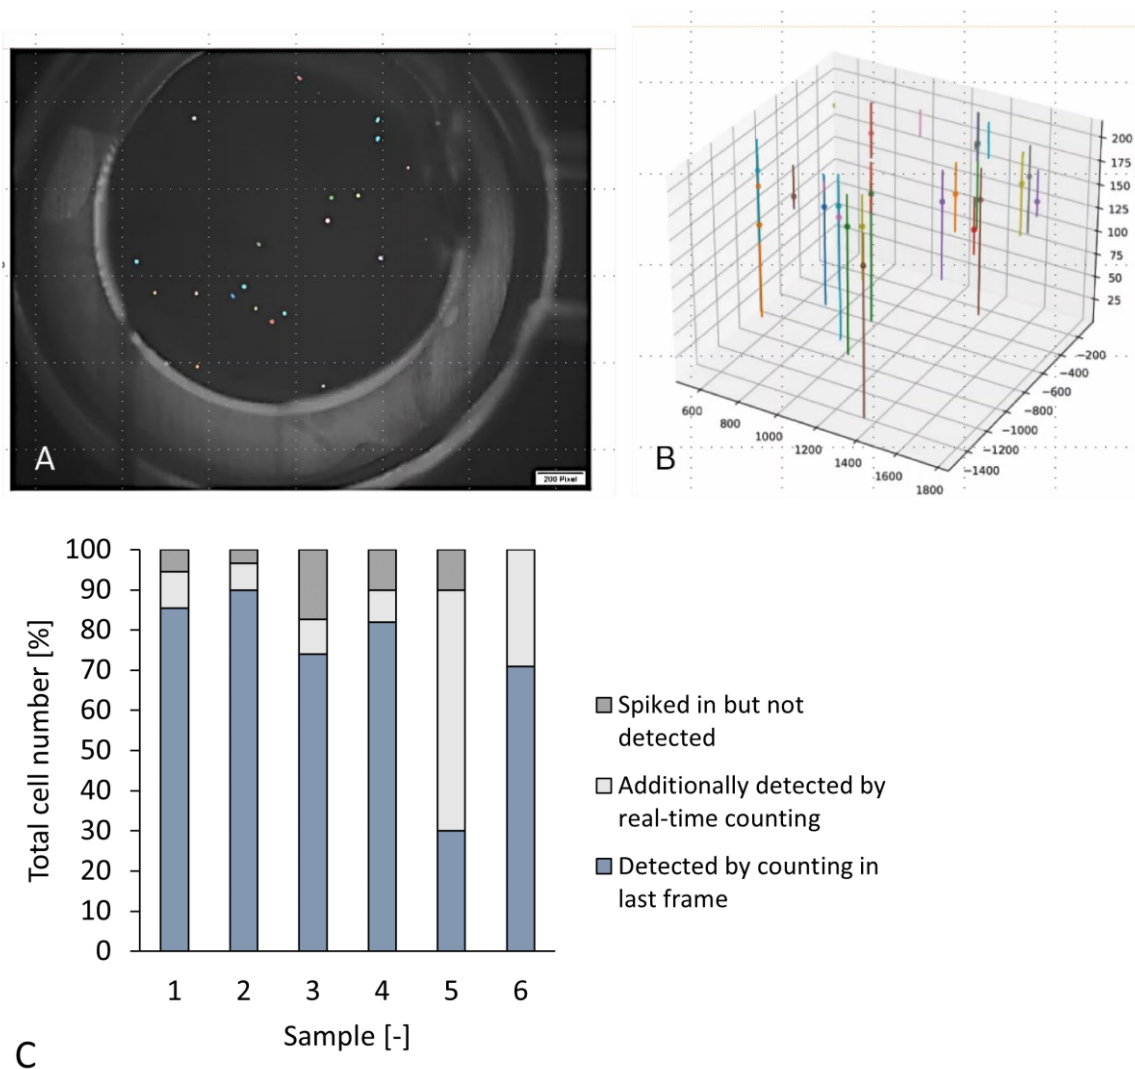 A
200 Pixel
B
200
175
150
125
100
75
50
25
−200
−400
−600
−800
−1000
−1200
−1400
600
800
1000
1200
1400
1600
1800
100
90
80
70
60
50
40
30
20
10
0
Total cell number [%]
1 2 3 4 5 6
Sample [-]
Spiked in but not
detected
Additionally detected by
real-time counting
Detected by counting in
last frame
C